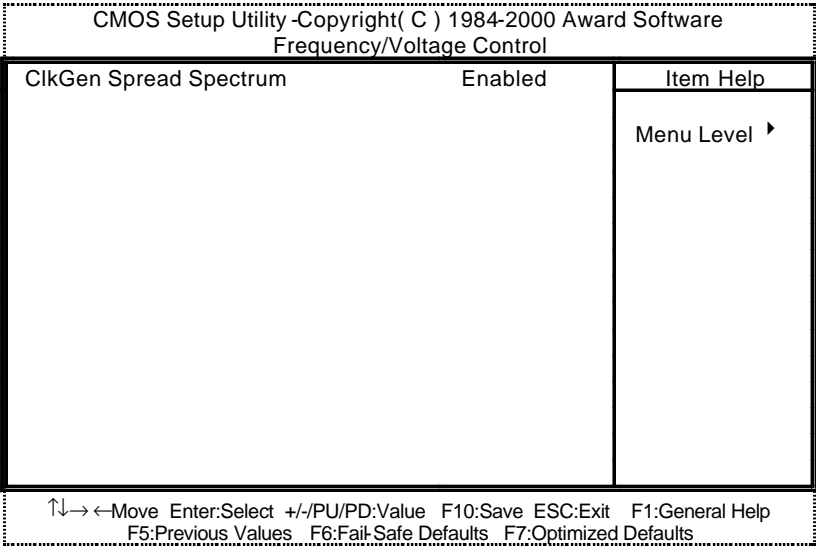 CMOS Setup Utility -Copyright( C ) 1984-2000 Award Software
Frequency/Voltage Control
ClkGen Spread Spectrum Enabled Item Help
Menu Level ▸
↑↓→ ←Move Enter:Select +/-/PU/PD:Value F10:Save ESC:Exit F1:General Help
F5:Previous Values F6:Fail-Safe Defaults F7:Optimized Defaults